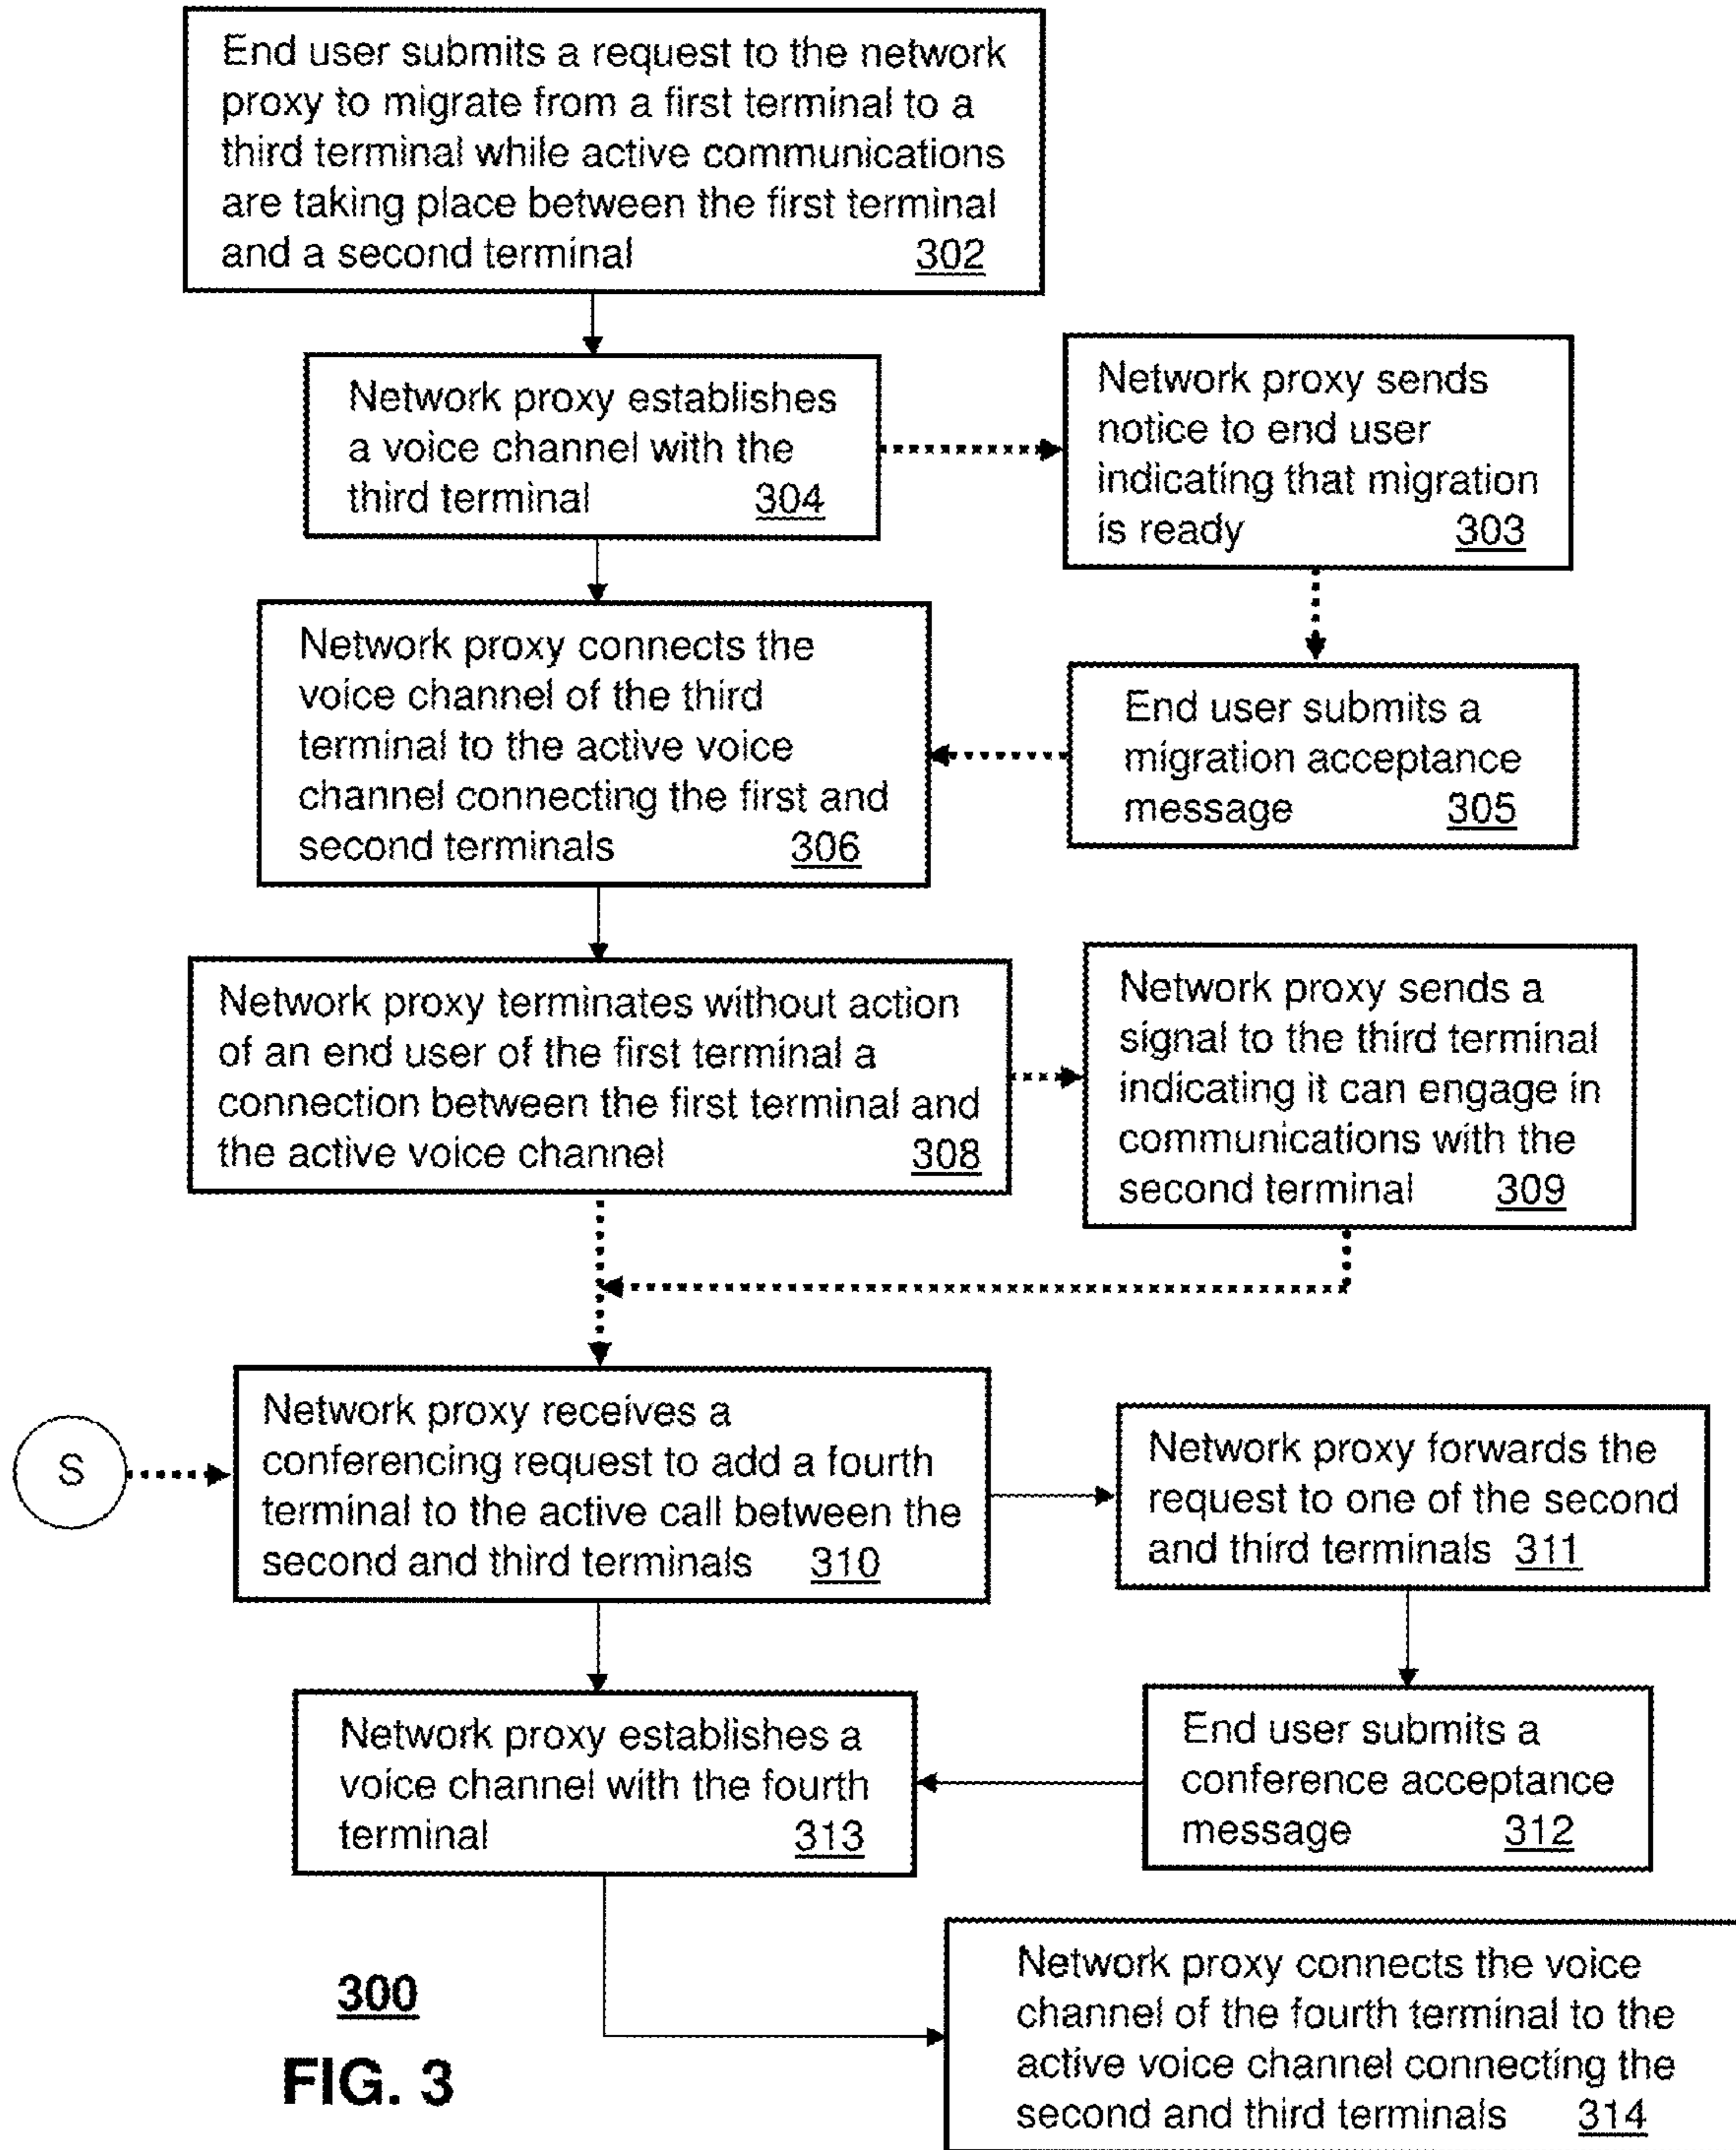 End user submits a request to the network
proxy to migrate from a first terminal to a
third terminal while active communications
are taking place between the first terminal
and a second terminal 302
Network proxy establishes
a voice channel with the
third terminal 304
Network proxy sends
notice to end user
indicating that migration
is ready 303
Network proxy connects the
voice channel of the third
terminal to the active voice
channel connecting the first and
second terminals 306
End user submits a
migration acceptance
message 305
Network proxy terminates without action
of an end user of the first terminal a
connection between the first terminal and
the active voice channel 308
Network proxy sends a
signal to the third terminal
indicating it can engage in
communications with the
second terminal 309
S
Network proxy receives a
conferencing request to add a fourth
terminal to the active call between the
second and third terminals 310
Network proxy forwards the
request to one of the second
and third terminals 311
Network proxy establishes a
voice channel with the fourth
terminal 313
End user submits a
conference acceptance
message 312
Network proxy connects the voice
channel of the fourth terminal to the
active voice channel connecting the
second and third terminals 314
300
FIG. 3